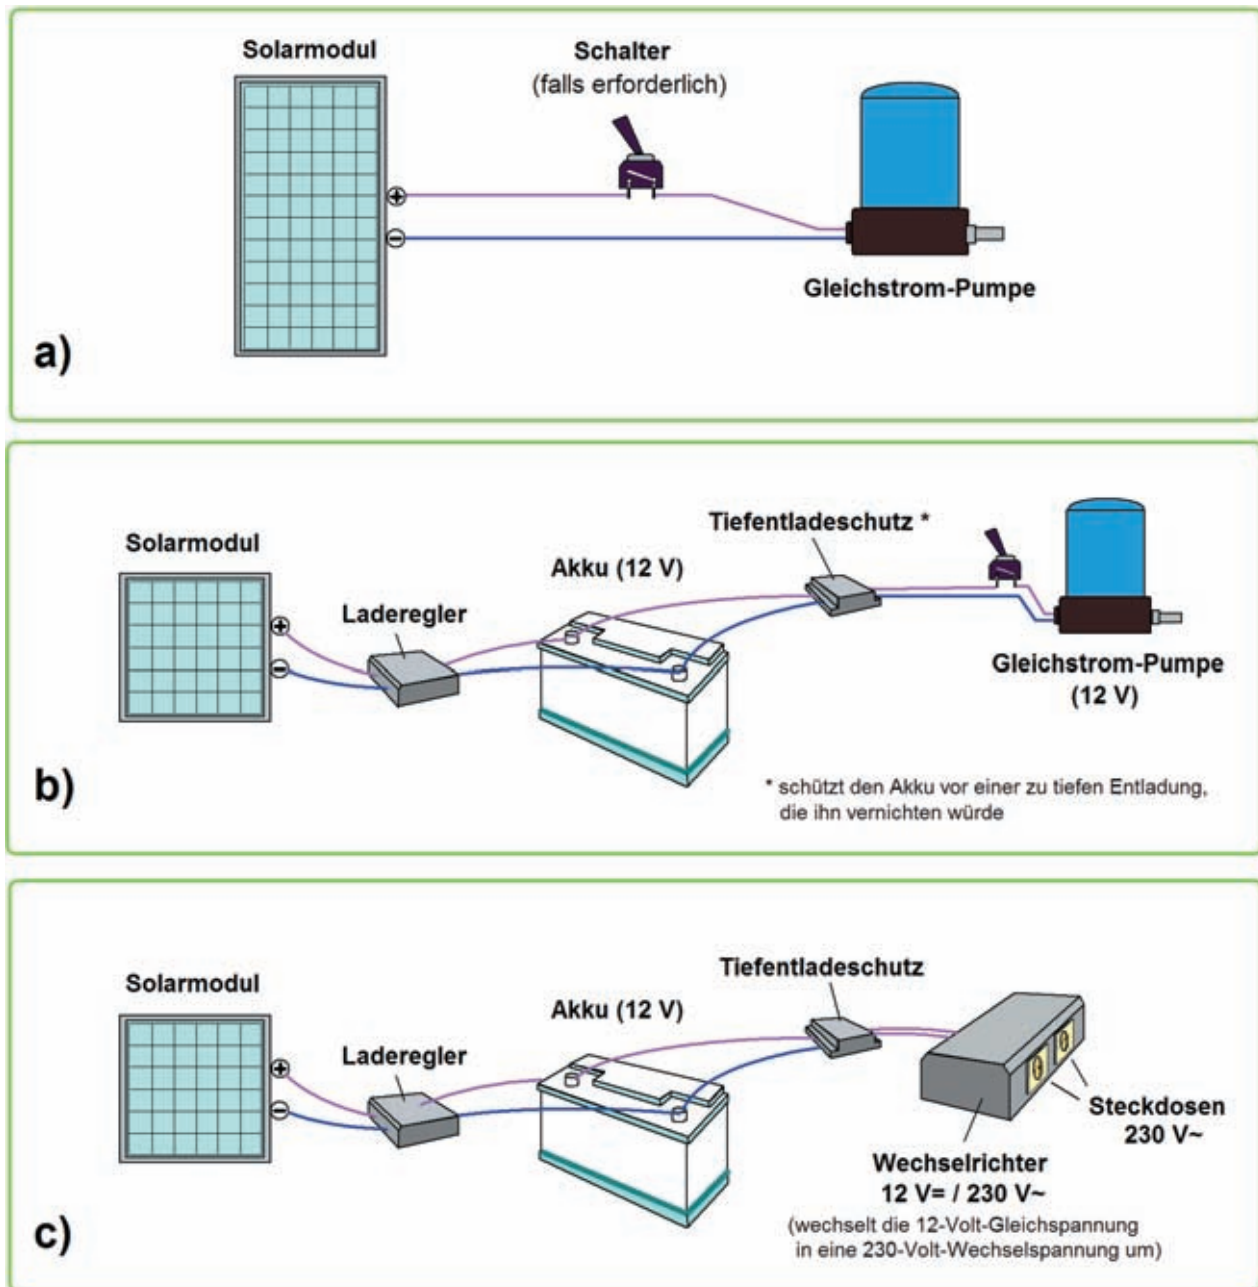 Solarmodul
Schalter
(falls erforderlich)
+
−
Gleichstrom-Pumpe
a)
Solarmodul
+
−
Laderegler
Akku (12 V)
Tiefentladeschutz *
Gleichstrom-Pumpe
(12 V)
* schützt den Akku vor einer zu tiefen Entladung,
die ihn vernichten würde
b)
Solarmodul
+
−
Laderegler
Akku (12 V)
Tiefentladeschutz
Steckdosen
230 V~
Wechselrichter
12 V= / 230 V~
(wechselt die 12-Volt-Gleichspannung
in eine 230-Volt-Wechselspannung um)
c)